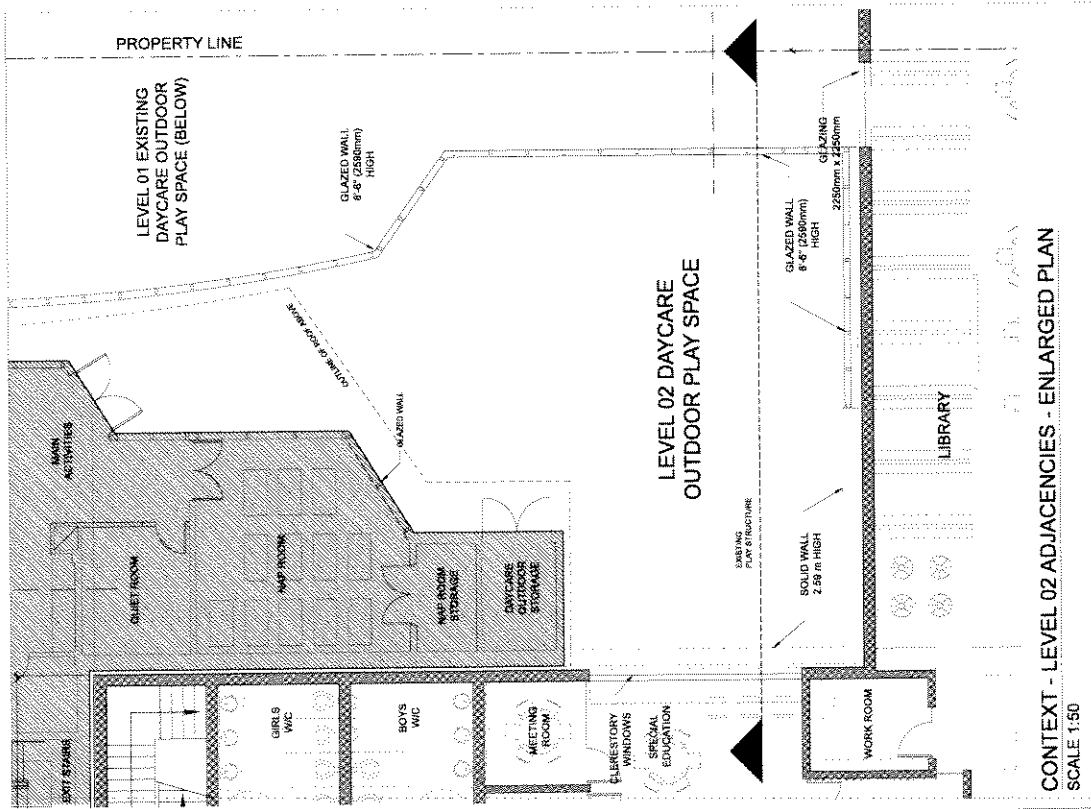 PROPERTY LINE
LEVEL 01 EXISTING
DAYCARE OUTDOOR
PLAY SPACE (BELOW)
GLAZED WALL
8'-6" (2590mm)
HIGH
OUTLINE OF ROOF ABOVE
GLAZED WALL
MAIN
ACTIVITIES
QUIET ROOM
NAP ROOM
NAP ROOM
STORAGE
DAYCARE
OUTDOOR
STORAGE
EXIT STAIRS
GIRLS
W/C
BOYS
W/C
MEETING
ROOM
CLERESTORY
WINDOWS
SPECIAL
EDUCATION
WORK ROOM
LEVEL 02 DAYCARE
OUTDOOR PLAY SPACE
EXISTING
PLAY STRUCTURE
SOLID WALL
2.59 m HIGH
GLAZED WALL
8'-6" (2590mm)
HIGH
GLAZING
2250mm x 2250mm
LIBRARY
CONTEXT - LEVEL 02 ADJACENCIES - ENLARGED PLAN
SCALE 1:50